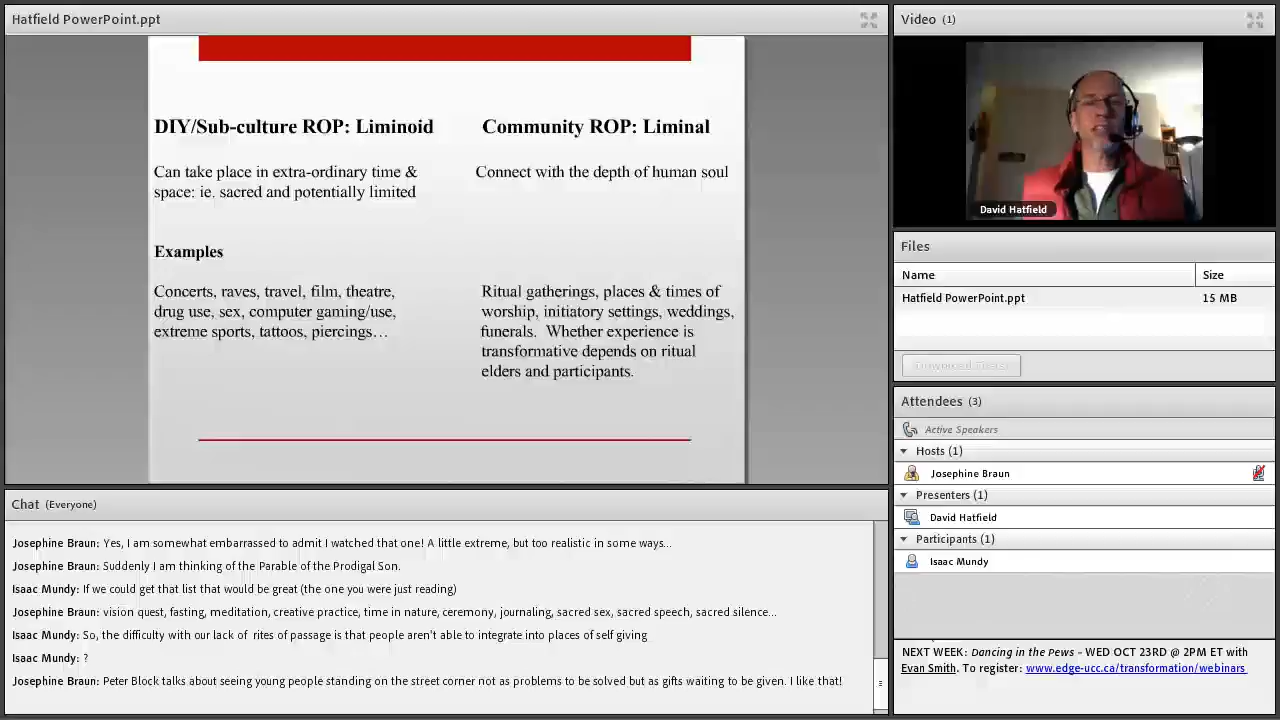 Hatfield PowerPoint.ppt
DIY/Sub-culture ROP: Liminoid
Can take place in extra-ordinary time &
space: ie. sacred and potentially limited
Examples
Concerts, raves, travel, film, theatre,
drug use, sex, computer gaming/use,
extreme sports, tattoos, piercings…
Community ROP: Liminal
Connect with the depth of human soul
Ritual gatherings, places & times of
worship, initiatory settings, weddings,
funerals. Whether experience is
transformative depends on ritual
elders and participants.
Chat (Everyone)
Josephine Braun: Yes, I am somewhat embarrassed to admit I watched that one! A little extreme, but too realistic in some ways...
Josephine Braun: Suddenly I am thinking of the Parable of the Prodigal Son.
Isaac Mundy: If we could get that list that would be great (the one you were just reading)
Josephine Braun: vision quest, fasting, meditation, creative practice, time in nature, ceremony, journaling, sacred sex, sacred speech, sacred silence...
Isaac Mundy: So, the difficulty with our lack of rites of passage is that people aren't able to integrate into places of self giving
Isaac Mundy: ?
Josephine Braun: Peter Block talks about seeing young people standing on the street corner not as problems to be solved but as gifts waiting to be given. I like that!
Video (1)
David Hatfield
Files
Name Size
Hatfield PowerPoint.ppt 15 MB
Attendees (3)
Active Speakers
Hosts (1)
Josephine Braun
Presenters (1)
David Hatfield
Participants (1)
Isaac Mundy
NEXT WEEK: Dancing in the Pews - WED OCT 23RD @ 2PM ET with
Evan Smith. To register: www.edge-ucc.ca/transformation/webinars